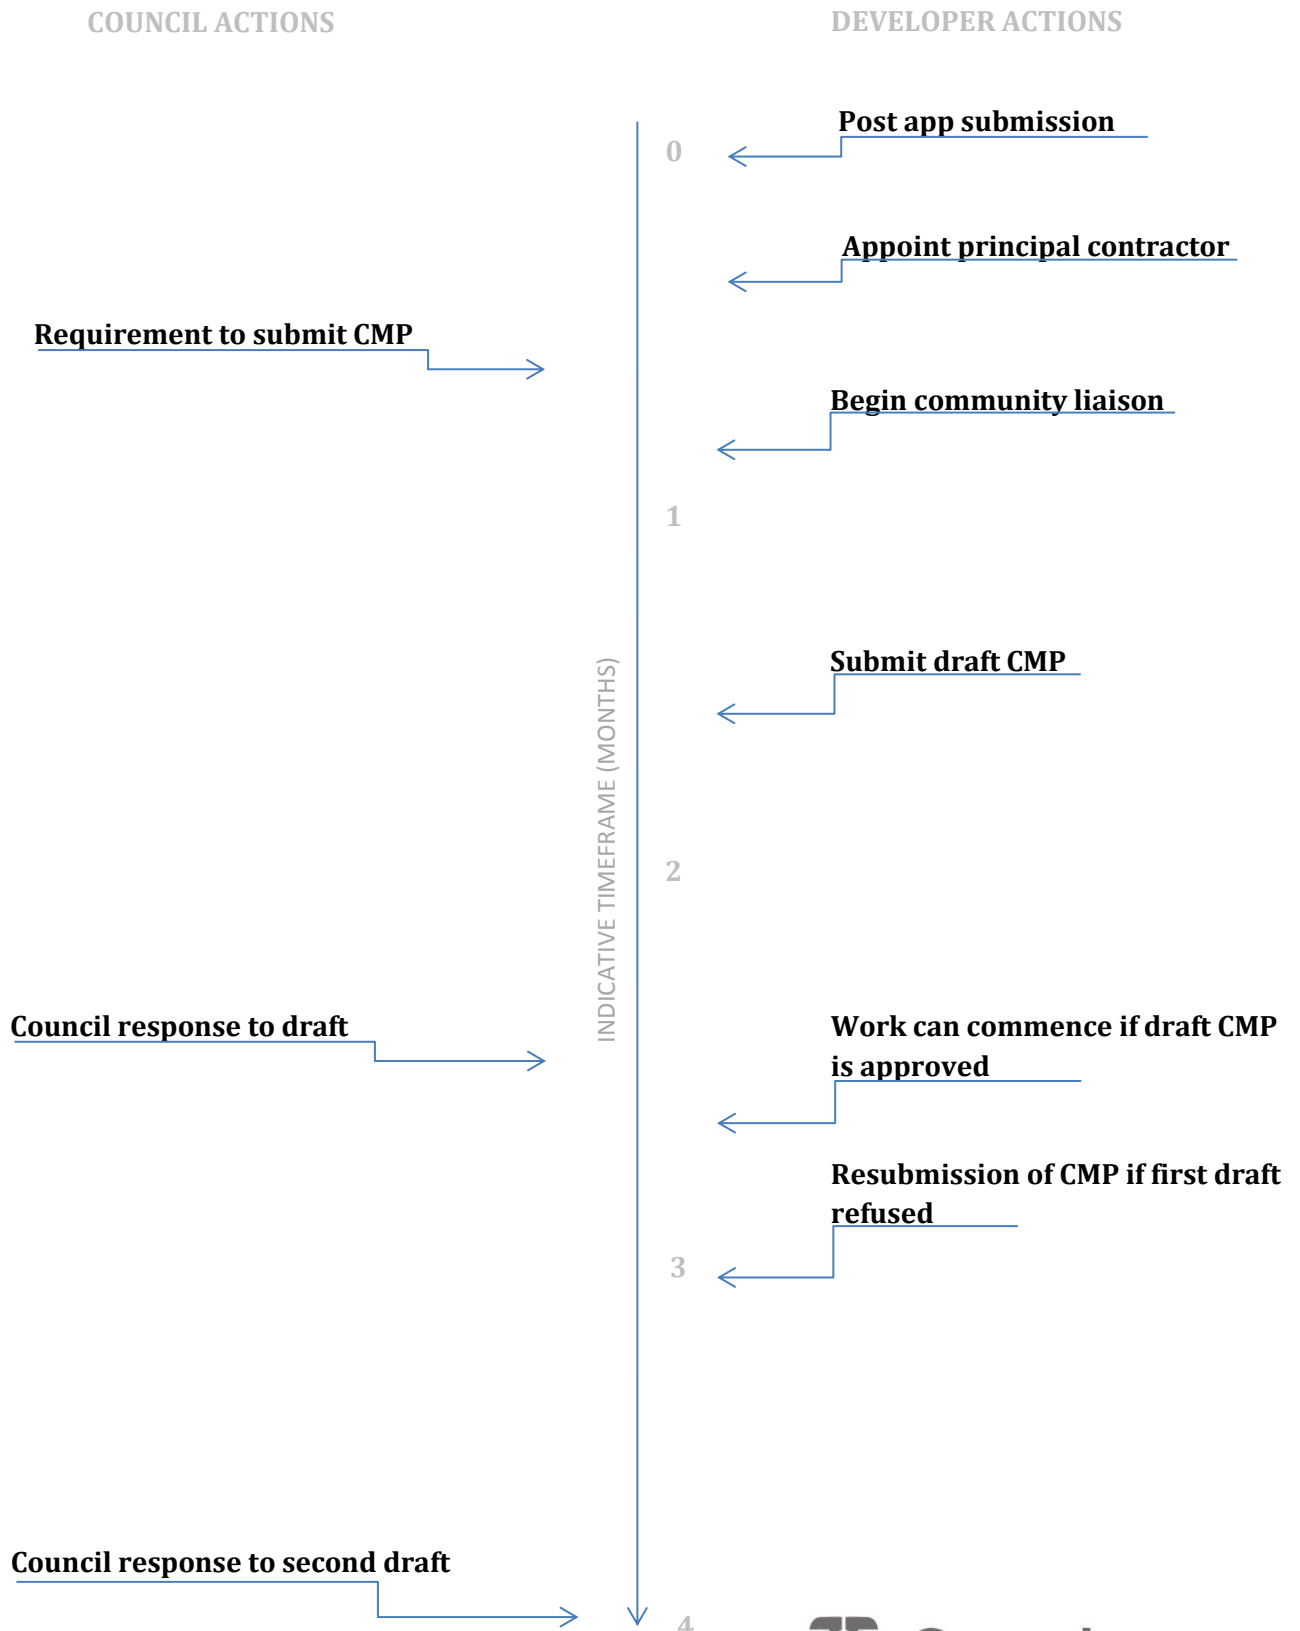 COUNCIL ACTIONS
DEVELOPER ACTIONS
Post app submission
0
Appoint principal contractor
Requirement to submit CMP
Begin community liaison
1
Submit draft CMP
INDICATIVE TIMEFRAME (MONTHS)
2
Council response to draft
Work can commence if draft CMP
is approved
Resubmission of CMP if first draft
refused
3
Council response to second draft
4